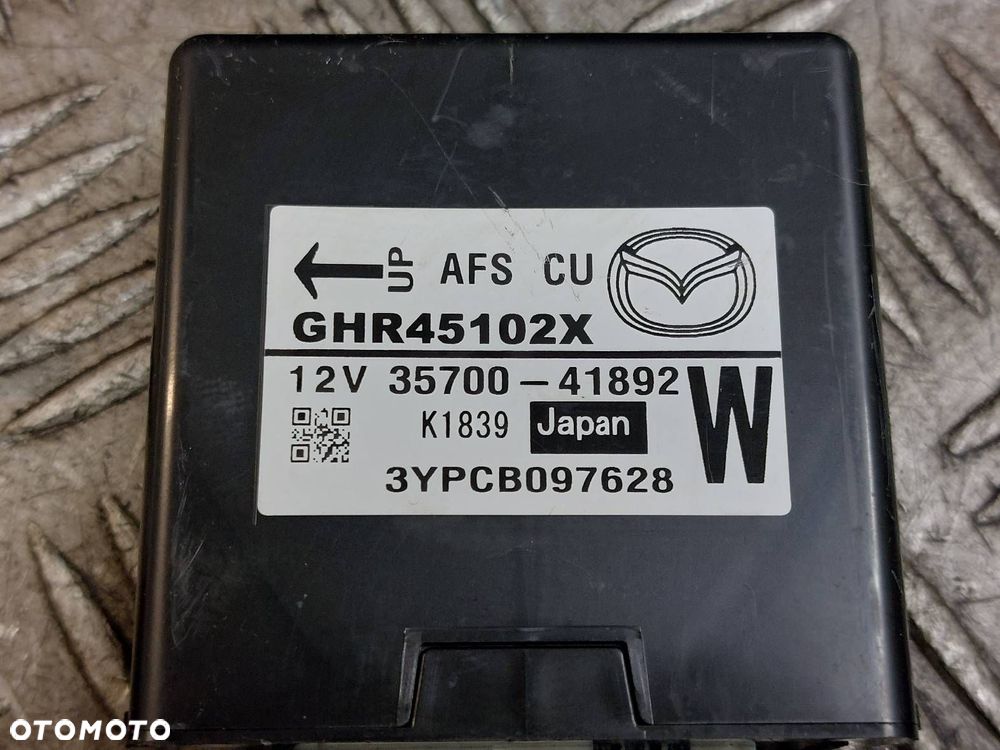 UP AFS CU
GHR45102X
12V 35700-41892 W
K1839 Japan
3YPCB097628
OTOMOTO